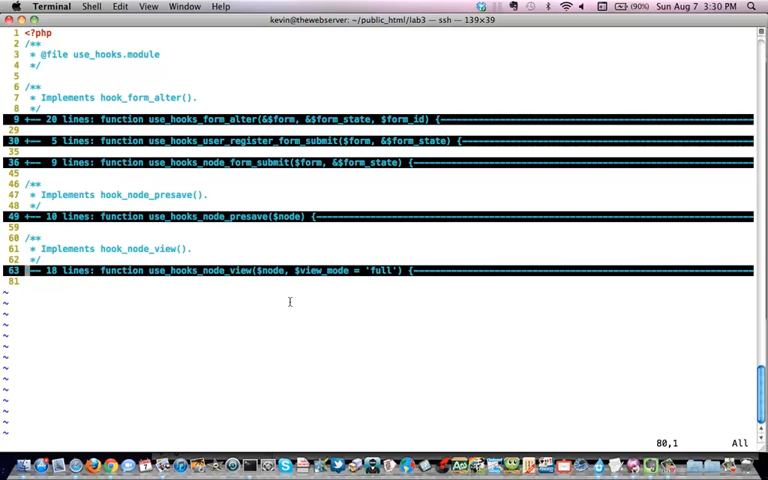 Terminal Shell Edit View Window Help (90%) Sun Aug 7 3:30 PM
kevin@thewebserver: ~/public_html/lab3 — ssh — 139×39
1 <?php
2 /**
3 * @file use_hooks.module
4 */
5
6 /**
7 * Implements hook_form_alter().
8 */
9 +-- 20 lines: function use_hooks_form_alter(&$form, &$form_state, $form_id) {
29
30 +-- 5 lines: function use_hooks_user_register_form_submit($form, &$form_state) {
35
36 +-- 9 lines: function use_hooks_node_form_submit($form, &$form_state) {
45
46 /**
47 * Implements hook_node_presave().
48 */
49 +-- 10 lines: function use_hooks_node_presave($node) {
59
60 /**
61 * Implements hook_node_view().
62 */
63 +-- 18 lines: function use_hooks_node_view($node, $view_mode = 'full') {
81
~
~
~
~
~
~
~
~
~
~
~
~
~
~
80,1 All